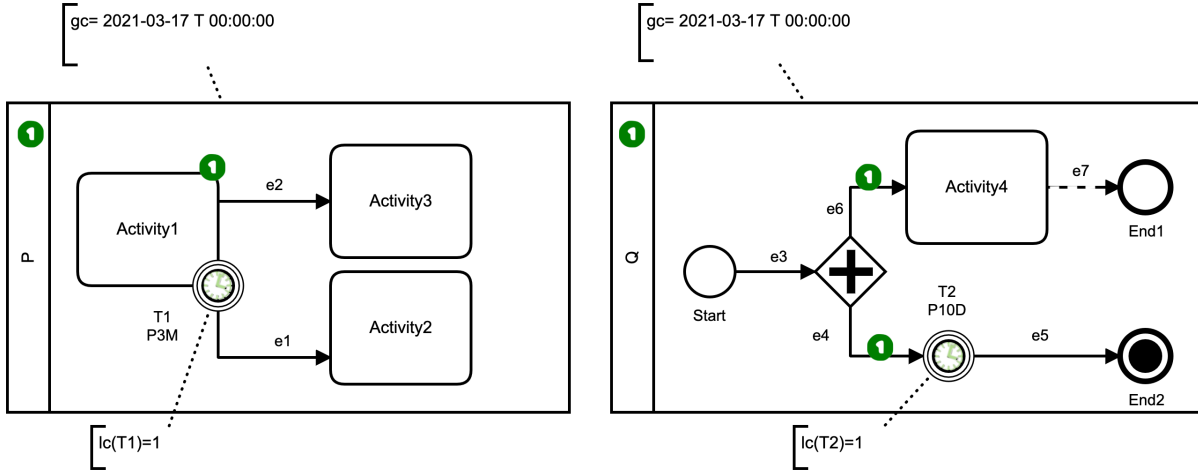 gc= 2021-03-17 T 00:00:00
gc= 2021-03-17 T 00:00:00
1
P
1
Activity1
e2
Activity3
T1
P3M
e1
Activity2
lc(T1)=1
1
Q
Start
e3
e6
1
Activity4
e7
End1
e4
1
T2
P10D
e5
End2
lc(T2)=1